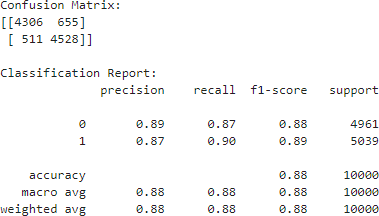 Confusion Matrix:
[[4306  655]
 [ 511 4528]]
Classification Report:
              precision    recall  f1-score   support
           0       0.89      0.87      0.88      4961
           1       0.87      0.90      0.89      5039
    accuracy                           0.88     10000
   macro avg       0.88      0.88      0.88     10000
weighted avg       0.88      0.88      0.88     10000